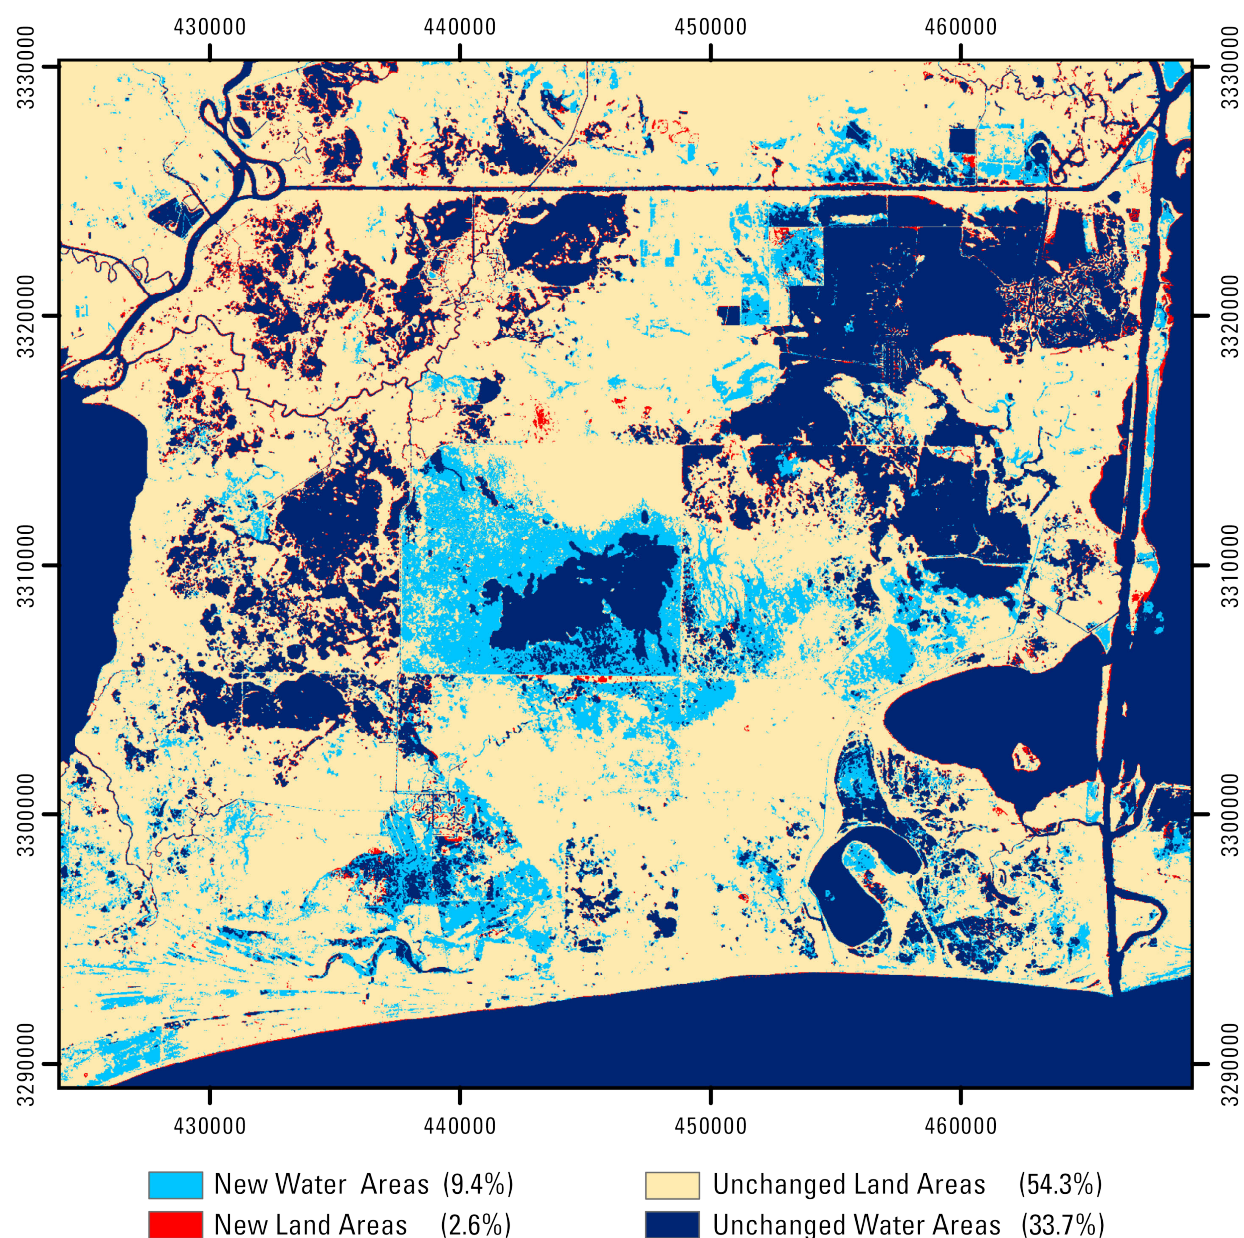 430000 440000 450000 460000
3330000 3330000
3320000 3320000
3310000 3310000
3300000 3300000
3290000 3290000
430000 440000 450000 460000
New Water Areas (9.4%) Unchanged Land Areas (54.3%)
New Land Areas (2.6%) Unchanged Water Areas (33.7%)